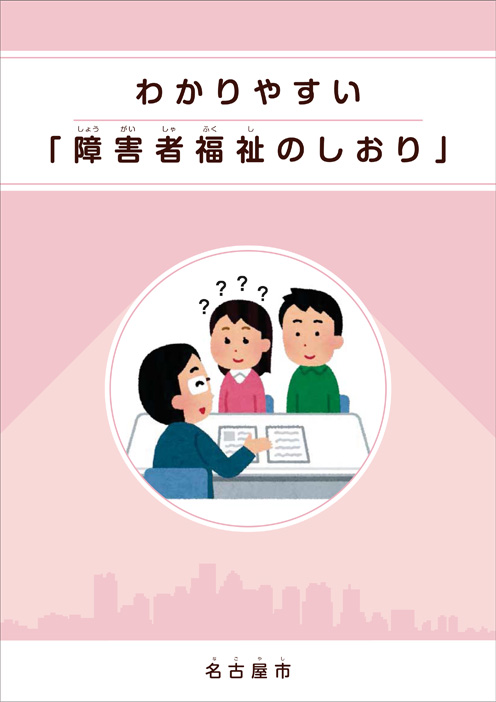 わかりやすい
しょう がい しゃ ふく し
「障害者福祉のしおり」
? ? ? ?
な ご や し
名古屋市